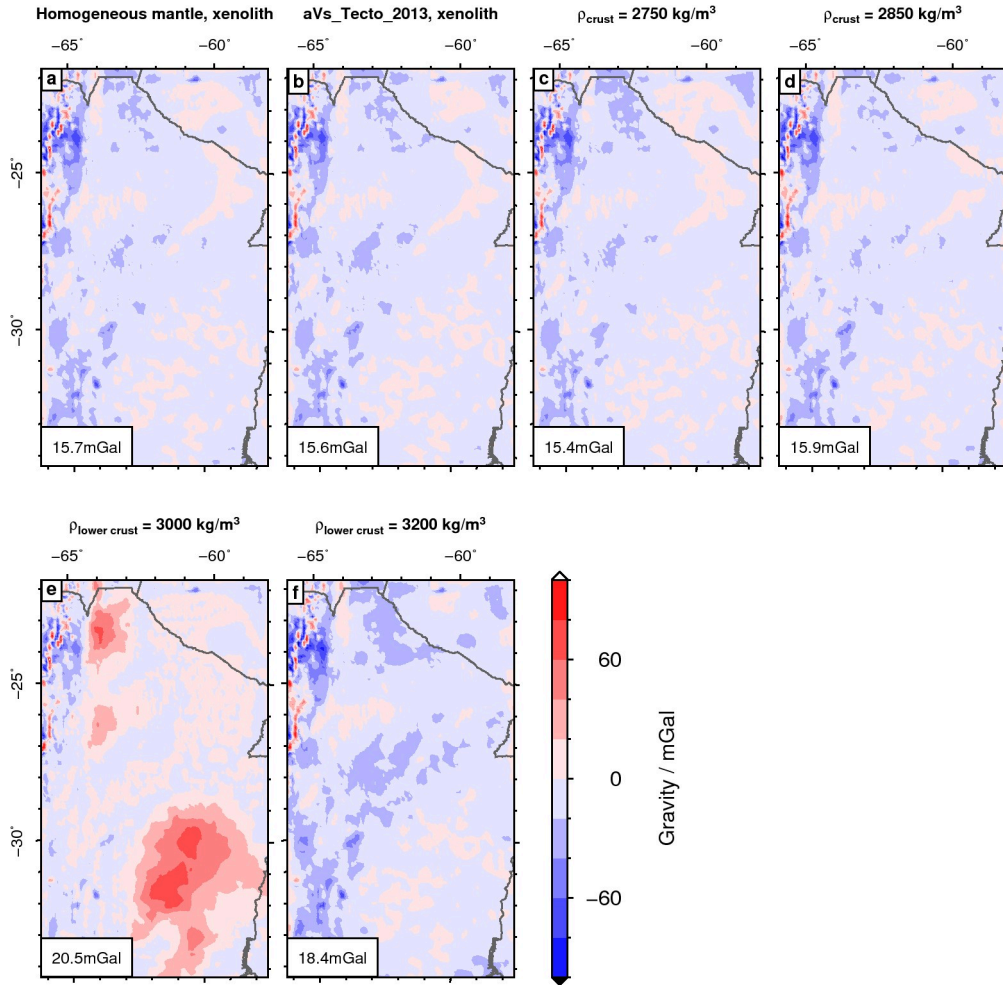 Homogeneous mantle, xenolith
aVs_Tecto_2013, xenolith
ρcrust = 2750 kg/m³
ρcrust = 2850 kg/m³
−65˚ −60˚ −65˚ −60˚ −65˚ −60˚ −65˚ −60˚
a b c d
−25˚
−30˚
15.7mGal 15.6mGal 15.4mGal 15.9mGal
ρlower crust = 3000 kg/m³
ρlower crust = 3200 kg/m³
−65˚ −60˚ −65˚ −60˚
e f
−25˚
−30˚
20.5mGal 18.4mGal
60
0
−60
Gravity / mGal